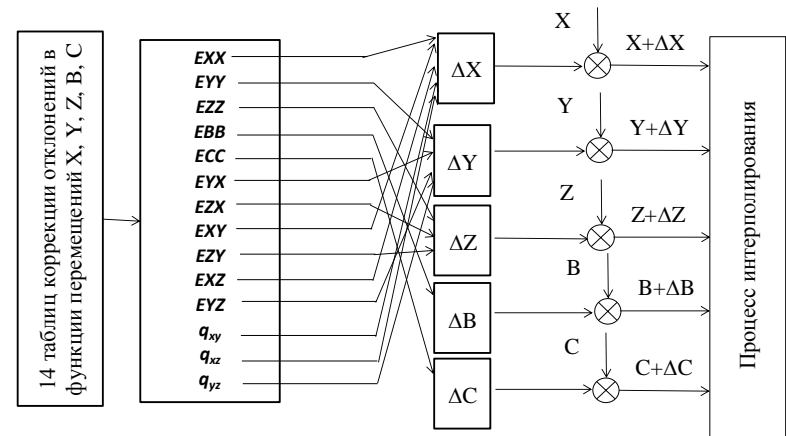 14 таблиц коррекции отклонений в
функции перемещений X, Y, Z, B, C
EXX
EYY
EZZ
EBB
ECC
EYX
EZX
EXY
EZY
EXZ
EYZ
qxy
qxz
qyz
ΔX
ΔY
ΔZ
ΔB
ΔC
X
X+ΔX
Y
Y+ΔY
Z
Z+ΔZ
B
B+ΔB
C
C+ΔC
Процесс интерполирования